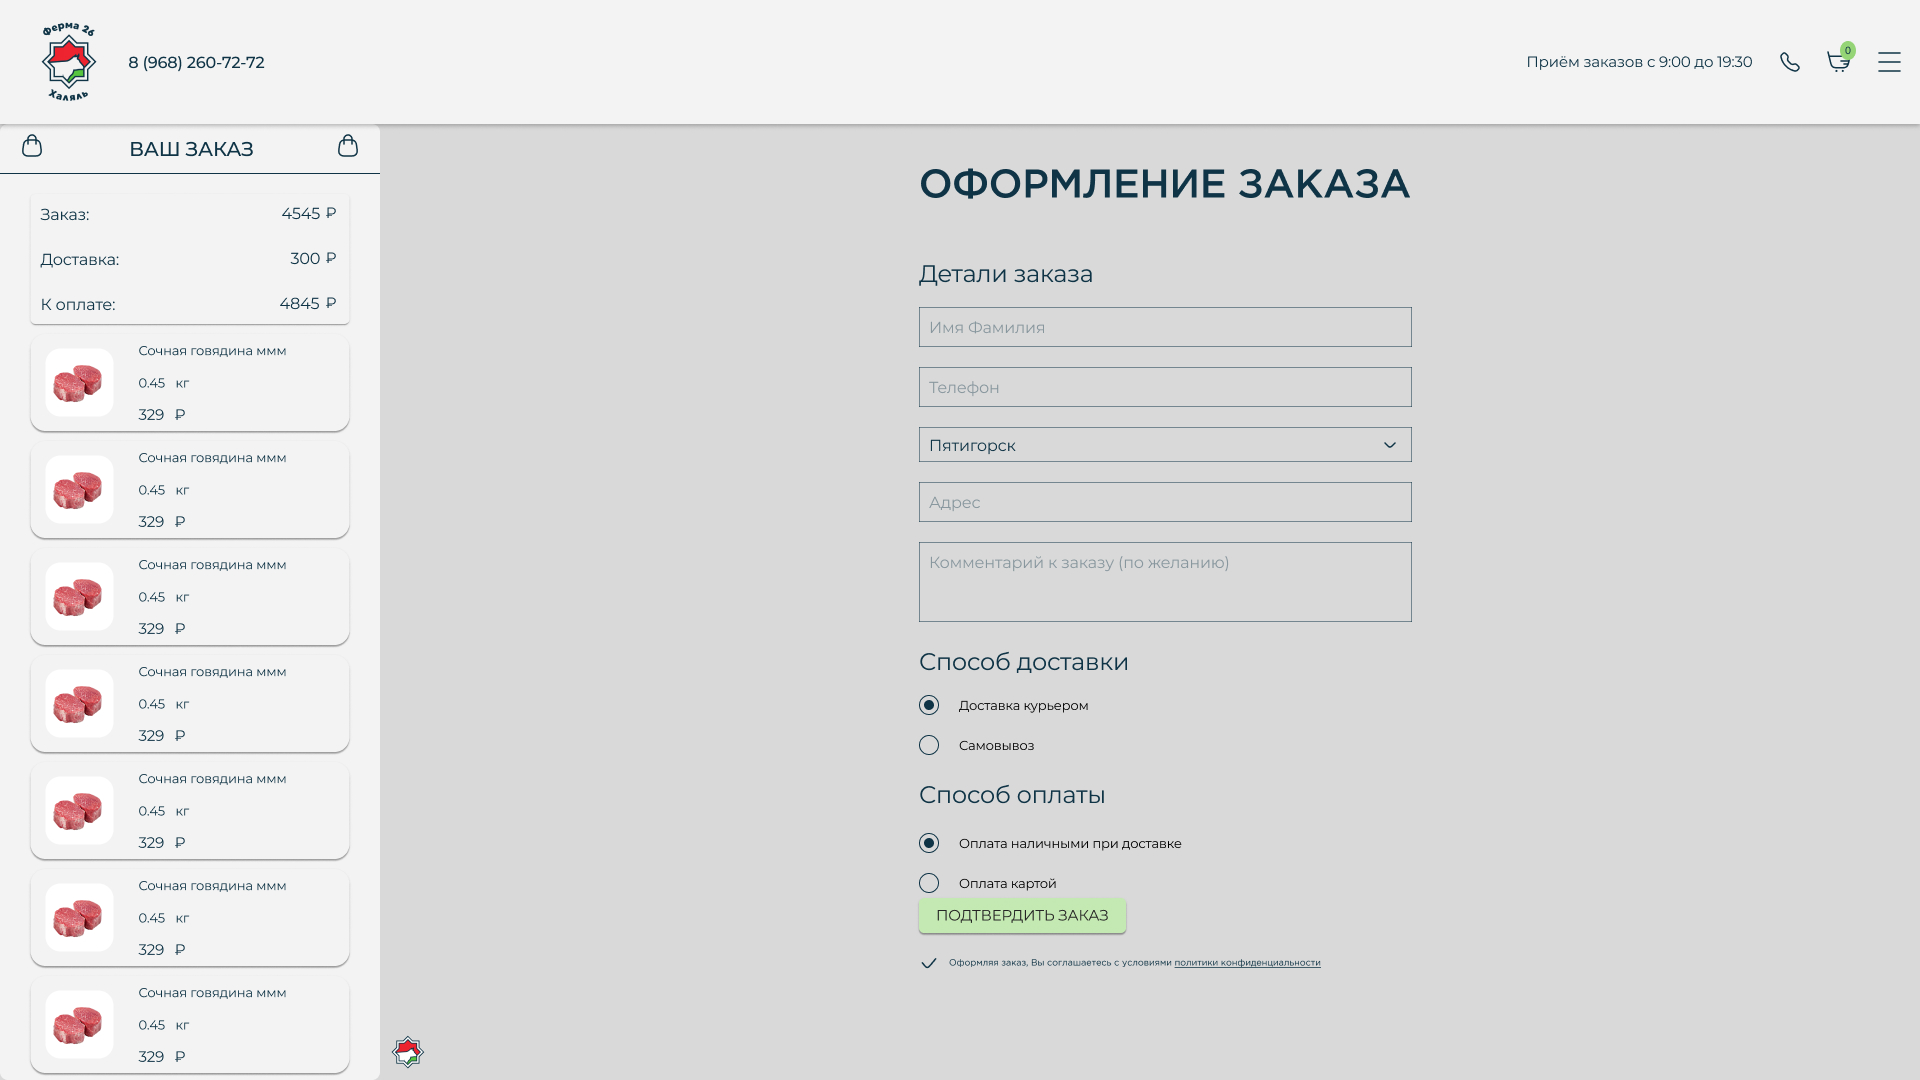 Ферма 26
Халяль
8 (968) 260-72-72
Приём заказов с 9:00 до 19:30
0
ВАШ ЗАКАЗ
Заказ: 4545 ₽
Доставка: 300 ₽
К оплате: 4845 ₽
Сочная говядина ммм
0.45 кг
329 ₽
Сочная говядина ммм
0.45 кг
329 ₽
Сочная говядина ммм
0.45 кг
329 ₽
Сочная говядина ммм
0.45 кг
329 ₽
Сочная говядина ммм
0.45 кг
329 ₽
Сочная говядина ммм
0.45 кг
329 ₽
Сочная говядина ммм
0.45 кг
329 ₽
ОФОРМЛЕНИЕ ЗАКАЗА
Детали заказа
Имя Фамилия
Телефон
Пятигорск
Адрес
Комментарий к заказу (по желанию)
Способ доставки
Доставка курьером
Самовывоз
Способ оплаты
Оплата наличными при доставке
Оплата картой
ПОДТВЕРДИТЬ ЗАКАЗ
Оформляя заказ, Вы соглашаетесь с условиями политики конфиденциальности